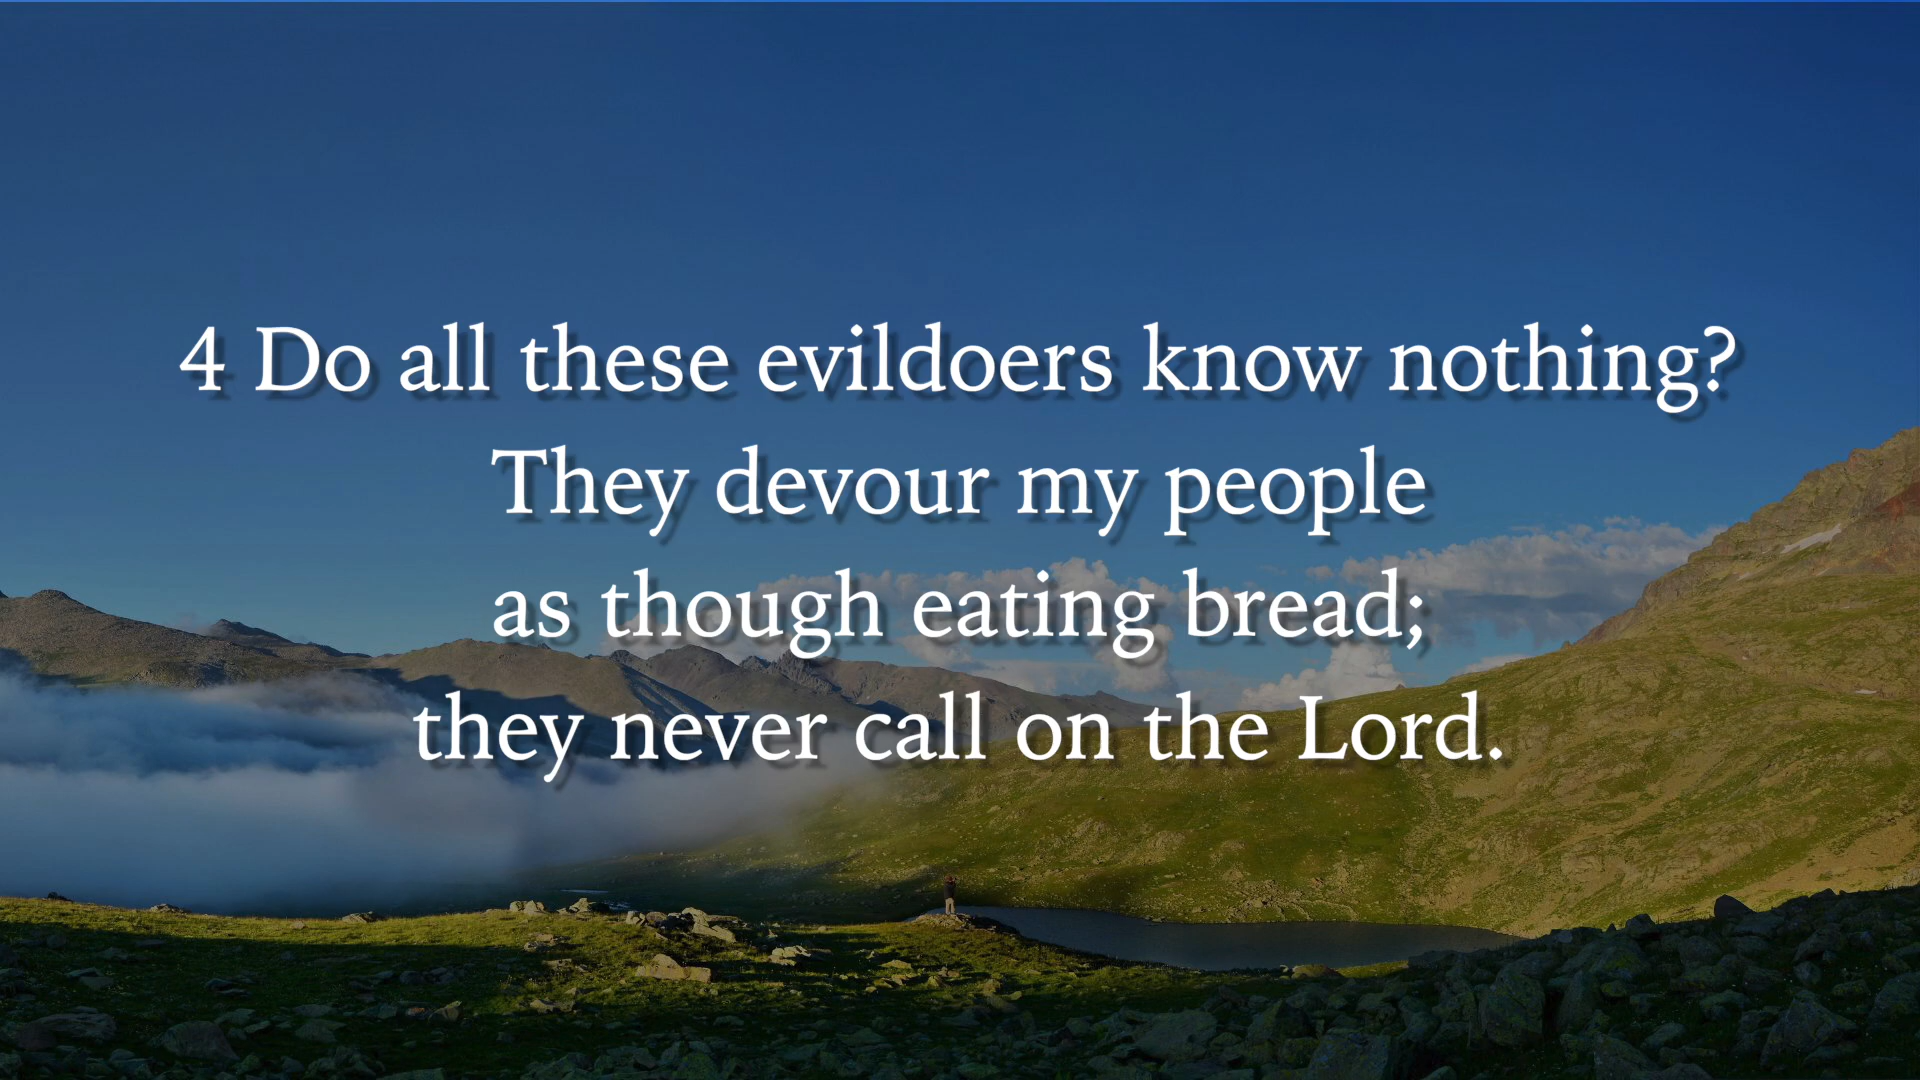 4 Do all these evildoers know nothing?
They devour my people
as though eating bread;
they never call on the Lord.